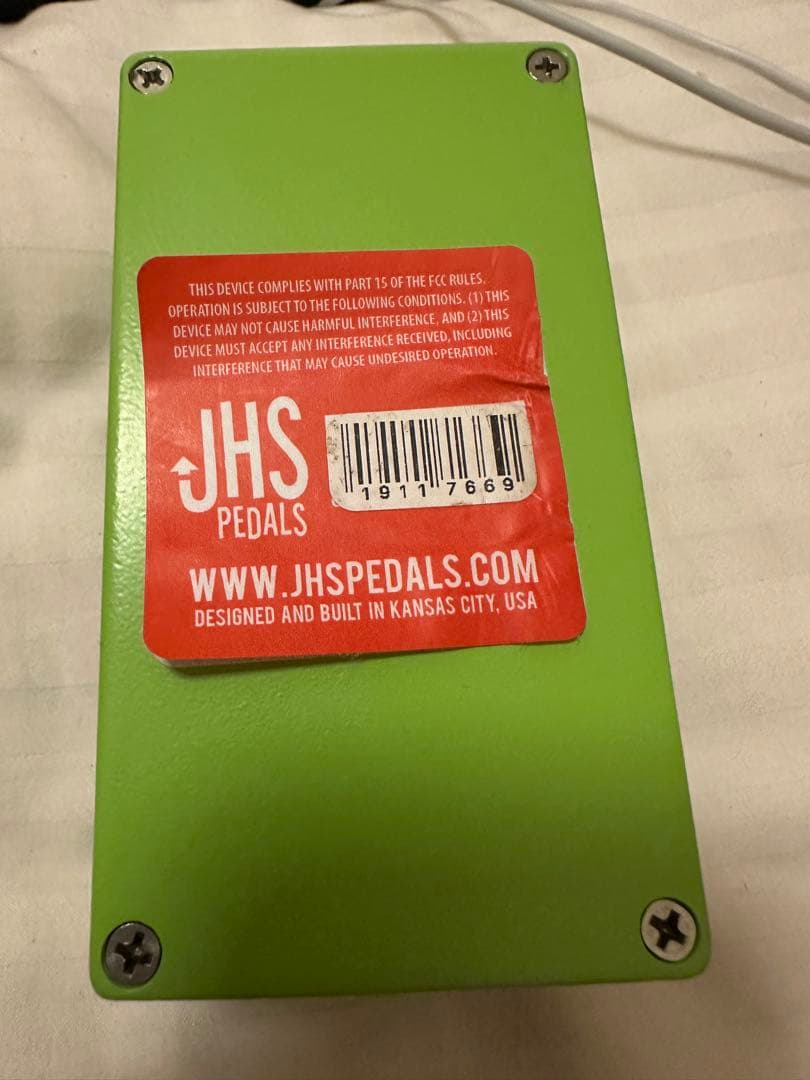 THIS DEVICE COMPLIES WITH PART 15 OF THE FCC RULES.
OPERATION IS SUBJECT TO THE FOLLOWING CONDITIONS. (1) THIS
DEVICE MAY NOT CAUSE HARMFUL INTERFERENCE, AND (2) THIS
DEVICE MUST ACCEPT ANY INTERFERENCE RECEIVED, INCLUDING
INTERFERENCE THAT MAY CAUSE UNDESIRED OPERATION.
JHS
PEDALS
19117669
WWW.JHSPEDALS.COM
DESIGNED AND BUILT IN KANSAS CITY, USA